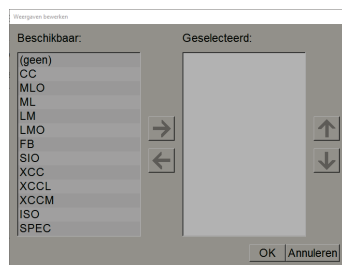 Weergaven bewerken
Beschikbaar:
Geselecteerd:
(geen)
CC
MLO
ML
LM
LMO
FB
SIO
XCC
XCCL
XCCM
ISO
SPEC
OK
Annuleren